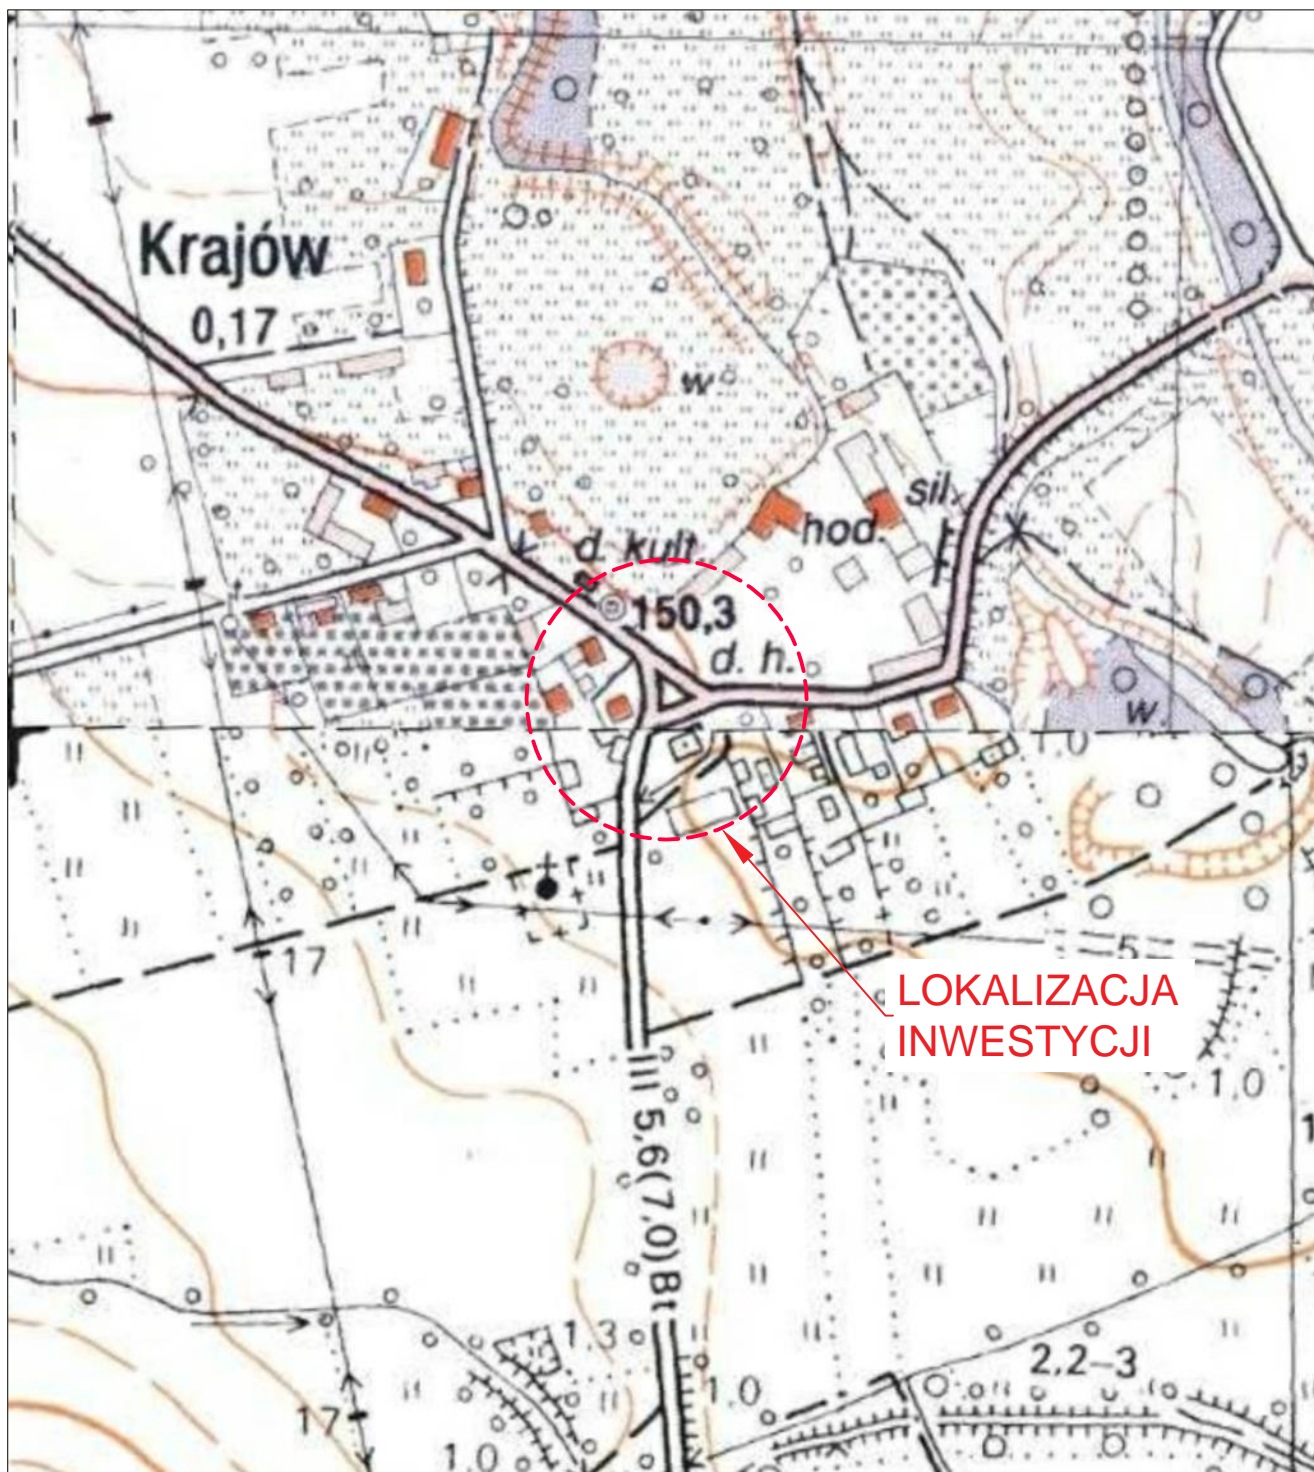 Krajów
0,17
w.
sil.
hod.
d. kult.
150,3
d. h.
w.
1,0
17
5
LOKALIZACJA
INWESTYCJI
1,0
III 5,6(7,0)Bt
1,3
2,2-3
1,0
17
1,0